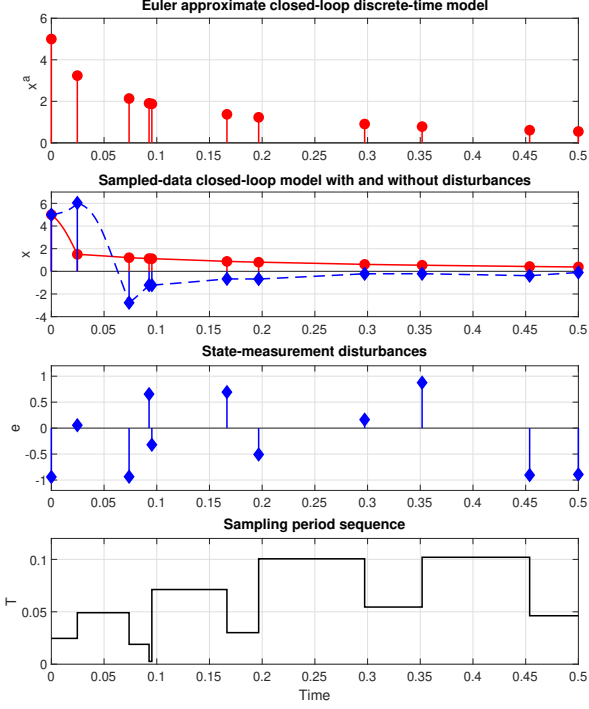 Euler approximate closed-loop discrete-time model
6
4
2
0
x^a
0 0.05 0.1 0.15 0.2 0.25 0.3 0.35 0.4 0.45 0.5
Sampled-data closed-loop model with and without disturbances
6
4
2
0
-2
-4
x
0 0.05 0.1 0.15 0.2 0.25 0.3 0.35 0.4 0.45 0.5
State-measurement disturbances
1
0.5
0
-0.5
-1
e
0 0.05 0.1 0.15 0.2 0.25 0.3 0.35 0.4 0.45 0.5
Sampling period sequence
0.1
0.05
0
T
0 0.05 0.1 0.15 0.2 0.25 0.3 0.35 0.4 0.45 0.5
Time